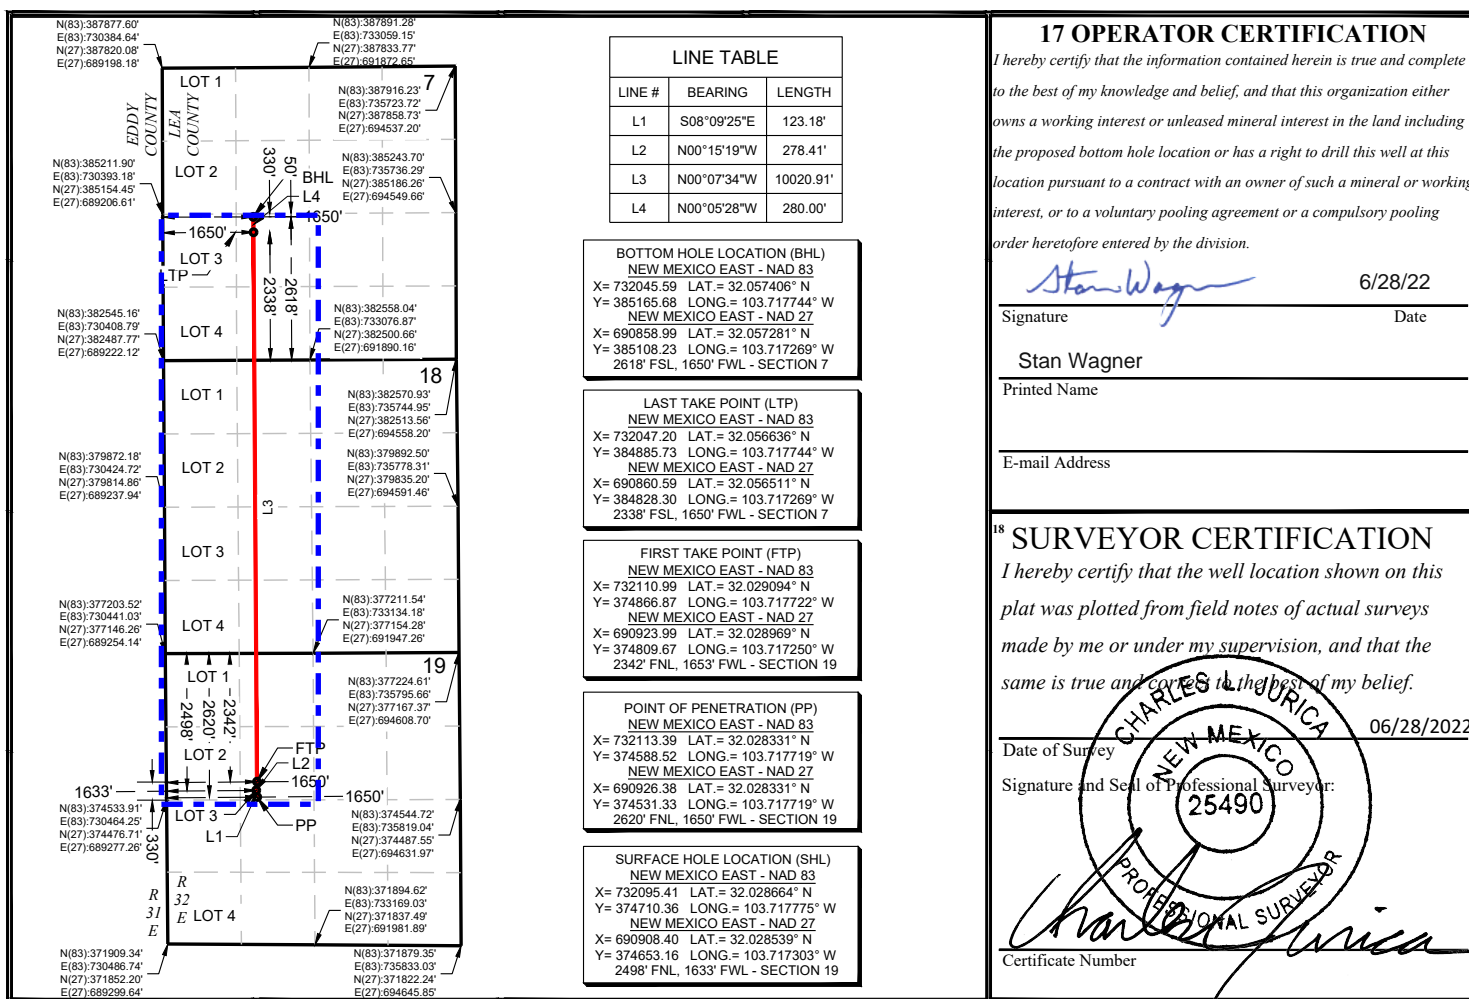 N(83):387877.60'
E(83):730384.64'
N(27):387820.08'
E(27):689198.18'
N(83):387891.28'
E(83):733059.15'
N(27):387833.77'
E(27):691872.65'
LOT 1
7
N(83):387916.23'
E(83):735723.72'
N(27):387858.73'
E(27):694537.20'
EDDY
COUNTY
LEA
COUNTY
N(83):385211.90'
E(83):730393.18'
N(27):385154.45'
E(27):689206.61'
LOT 2
330'
50'
BHL
L4
N(83):385243.70'
E(83):735736.29'
N(27):385186.26'
E(27):694549.66'
1650'
1650'
LOT 3
LTP
2338'
2618'
N(83):382545.16'
E(83):730408.79'
N(27):382487.77'
E(27):689222.12'
LOT 4
N(83):382558.04'
E(83):733076.87'
N(27):382500.66'
E(27):691890.16'
18
LOT 1
N(83):382570.93'
E(83):735744.95'
N(27):382513.56'
E(27):694558.20'
N(83):379872.18'
E(83):730424.72'
N(27):379814.86'
E(27):689237.94'
LOT 2
N(83):379892.50'
E(83):735778.31'
N(27):379835.20'
E(27):694591.46'
L3
LOT 3
N(83):377203.52'
E(83):730441.03'
N(27):377146.26'
E(27):689254.14'
LOT 4
N(83):377211.54'
E(83):733134.18'
N(27):377154.28'
E(27):691947.26'
19
LOT 1
N(83):377224.61'
E(83):735795.66'
N(27):377167.37'
E(27):694608.70'
2498'
2620'
2342'
LOT 2
FTP
L2
1650'
1633'
1650'
N(83):374533.91'
E(83):730464.25'
N(27):374476.71'
E(27):689277.26'
330'
LOT 3
L1
PP
N(83):374544.72'
E(83):735819.04'
N(27):374487.55'
E(27):694631.97'
R
31
E
R
32
E
LOT 4
N(83):371894.62'
E(83):733169.03'
N(27):371837.49'
E(27):691981.89'
N(83):371909.34'
E(83):730486.74'
N(27):371852.20'
E(27):689299.64'
N(83):371879.35'
E(83):735833.03'
N(27):371822.24'
E(27):694645.85'
LINE TABLE
LINE # BEARING LENGTH
L1 S08°09'25"E 123.18'
L2 N00°15'19"W 278.41'
L3 N00°07'34"W 10020.91'
L4 N00°05'28"W 280.00'
BOTTOM HOLE LOCATION (BHL)
NEW MEXICO EAST - NAD 83
X= 732045.59 LAT.= 32.057406° N
Y= 385165.68 LONG.= 103.717744° W
NEW MEXICO EAST - NAD 27
X= 690858.99 LAT.= 32.057281° N
Y= 385108.23 LONG.= 103.717269° W
2618' FSL, 1650' FWL - SECTION 7
LAST TAKE POINT (LTP)
NEW MEXICO EAST - NAD 83
X= 732047.20 LAT.= 32.056636° N
Y= 384885.73 LONG.= 103.717744° W
NEW MEXICO EAST - NAD 27
X= 690860.59 LAT.= 32.056511° N
Y= 384828.30 LONG.= 103.717269° W
2338' FSL, 1650' FWL - SECTION 7
FIRST TAKE POINT (FTP)
NEW MEXICO EAST - NAD 83
X= 732110.99 LAT.= 32.029094° N
Y= 374866.87 LONG.= 103.717722° W
NEW MEXICO EAST - NAD 27
X= 690923.99 LAT.= 32.028969° N
Y= 374809.67 LONG.= 103.717250° W
2342' FNL, 1653' FWL - SECTION 19
POINT OF PENETRATION (PP)
NEW MEXICO EAST - NAD 83
X= 732113.39 LAT.= 32.028331° N
Y= 374588.52 LONG.= 103.717719° W
NEW MEXICO EAST - NAD 27
X= 690926.38 LAT.= 32.028331° N
Y= 374531.33 LONG.= 103.717719° W
2620' FNL, 1650' FWL - SECTION 19
SURFACE HOLE LOCATION (SHL)
NEW MEXICO EAST - NAD 83
X= 732095.41 LAT.= 32.028664° N
Y= 374710.36 LONG.= 103.717775° W
NEW MEXICO EAST - NAD 27
X= 690908.40 LAT.= 32.028539° N
Y= 374653.16 LONG.= 103.717303° W
2498' FNL, 1633' FWL - SECTION 19
17 OPERATOR CERTIFICATION
I hereby certify that the information contained herein is true and complete
to the best of my knowledge and belief, and that this organization either
owns a working interest or unleased mineral interest in the land including
the proposed bottom hole location or has a right to drill this well at this
location pursuant to a contract with an owner of such a mineral or working
interest, or to a voluntary pooling agreement or a compulsory pooling
order heretofore entered by the division.
Stan Wagner 6/28/22
Signature Date
Stan Wagner
Printed Name
E-mail Address
18 SURVEYOR CERTIFICATION
I hereby certify that the well location shown on this
plat was plotted from field notes of actual surveys
made by me or under my supervision, and that the
same is true and correct to the best of my belief.
06/28/2022
Date of Survey
Signature and Seal of Professional Surveyor:
CHARLES L. JURICA
NEW MEXICO
25490
PROFESSIONAL SURVEYOR
Charles Jurica
Certificate Number